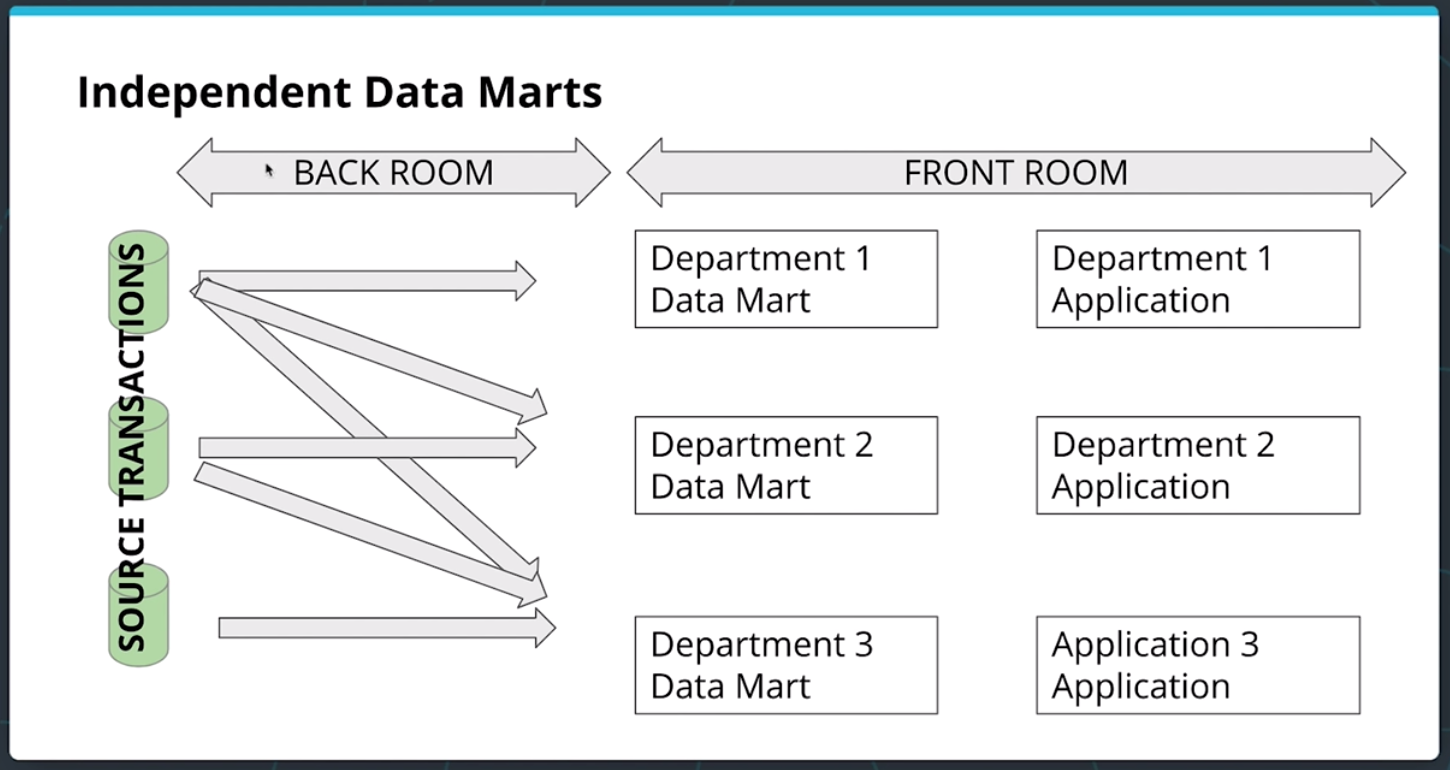 Independent Data Marts
BACK ROOM
FRONT ROOM
SOURCE TRANSACTIONS
Department 1
Data Mart
Department 1
Application
Department 2
Data Mart
Department 2
Application
Department 3
Data Mart
Application 3
Application